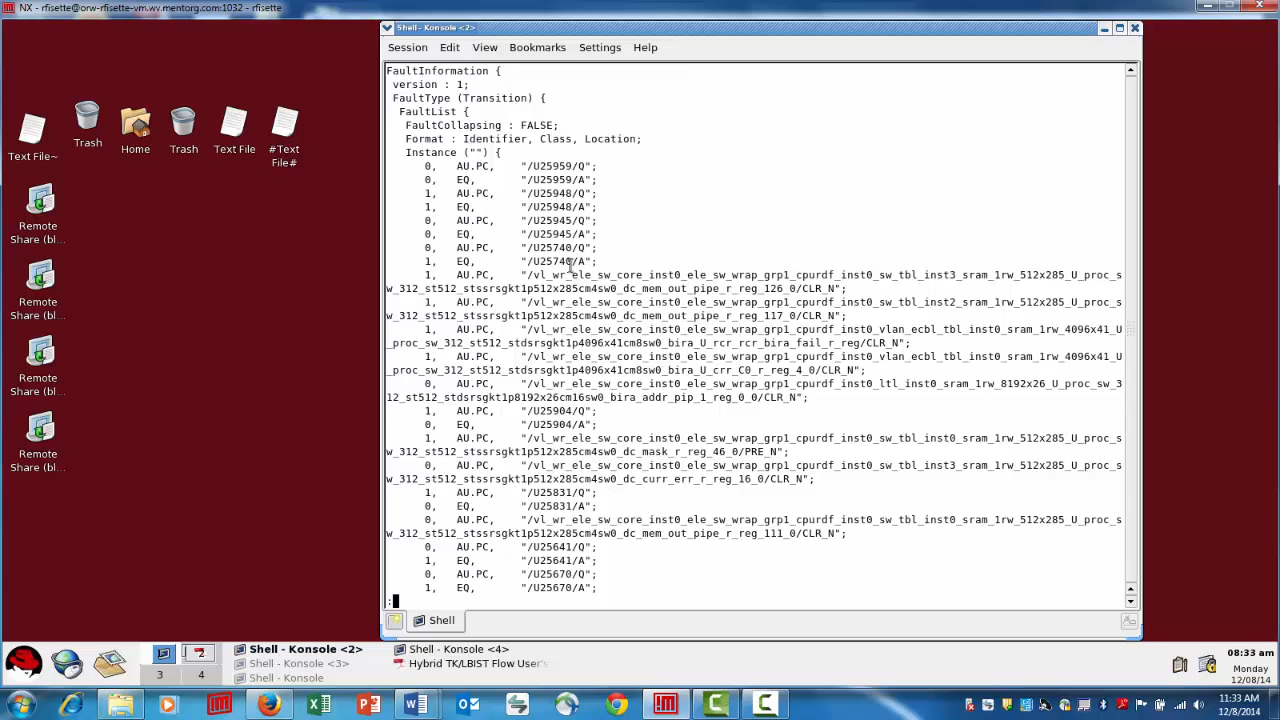 NX - rfisette@orw-rfisette-vm.wv.mentorg.com:1032 - rfisette
Shell - Konsole <2>
Session Edit View Bookmarks Settings Help
FaultInformation {
version : 1;
FaultType (Transition) {
FaultList {
FaultCollapsing : FALSE;
Format : Identifier, Class, Location;
Instance ("") {
0, AU.PC, "/U25959/Q";
0, EQ, "/U25959/A";
1, AU.PC, "/U25948/Q";
1, EQ, "/U25948/A";
0, AU.PC, "/U25945/Q";
0, EQ, "/U25945/A";
0, AU.PC, "/U25740/Q";
1, EQ, "/U25740/A";
1, AU.PC, "/vl_wr_ele_sw_core_inst0_ele_sw_wrap_grp1_cpurdf_inst0_sw_tbl_inst3_sram_1rw_512x285_U_proc_s
w_312_st512_stssrsgkt1p512x285cm4sw0_dc_mem_out_pipe_r_reg_126_0/CLR_N";
1, AU.PC, "/vl_wr_ele_sw_core_inst0_ele_sw_wrap_grp1_cpurdf_inst0_sw_tbl_inst2_sram_1rw_512x285_U_proc_s
w_312_st512_stssrsgkt1p512x285cm4sw0_dc_mem_out_pipe_r_reg_117_0/CLR_N";
1, AU.PC, "/vl_wr_ele_sw_core_inst0_ele_sw_wrap_grp1_cpurdf_inst0_vlan_ecbl_tbl_inst0_sram_1rw_4096x41_U
_proc_sw_312_st512_stdsrsgkt1p4096x41cm8sw0_bira_U_rcr_rcr_bira_fail_r_reg/CLR_N";
1, AU.PC, "/vl_wr_ele_sw_core_inst0_ele_sw_wrap_grp1_cpurdf_inst0_vlan_ecbl_tbl_inst0_sram_1rw_4096x41_U
_proc_sw_312_st512_stdsrsgkt1p4096x41cm8sw0_bira_U_crr_C0_r_reg_4_0/CLR_N";
0, AU.PC, "/vl_wr_ele_sw_core_inst0_ele_sw_wrap_grp1_cpurdf_inst0_ltl_inst0_sram_1rw_8192x26_U_proc_sw_3
12_st512_stdsrsgkt1p8192x26cm16sw0_bira_addr_pip_1_reg_0_0/CLR_N";
1, AU.PC, "/U25904/Q";
0, EQ, "/U25904/A";
1, AU.PC, "/vl_wr_ele_sw_core_inst0_ele_sw_wrap_grp1_cpurdf_inst0_sw_tbl_inst0_sram_1rw_512x285_U_proc_s
w_312_st512_stssrsgkt1p512x285cm4sw0_dc_mask_r_reg_46_0/PRE_N";
0, AU.PC, "/vl_wr_ele_sw_core_inst0_ele_sw_wrap_grp1_cpurdf_inst0_sw_tbl_inst3_sram_1rw_512x285_U_proc_s
w_312_st512_stssrsgkt1p512x285cm4sw0_dc_curr_err_r_reg_16_0/CLR_N";
1, AU.PC, "/U25831/Q";
0, EQ, "/U25831/A";
0, AU.PC, "/vl_wr_ele_sw_core_inst0_ele_sw_wrap_grp1_cpurdf_inst0_sw_tbl_inst0_sram_1rw_512x285_U_proc_s
w_312_st512_stssrsgkt1p512x285cm4sw0_dc_mem_out_pipe_r_reg_111_0/CLR_N";
0, AU.PC, "/U25641/Q";
1, EQ, "/U25641/A";
0, AU.PC, "/U25670/Q";
1, EQ, "/U25670/A";
:
Shell
Text File~
Trash
Home
Trash
Text File
#Text
File#
Remote
Share (bl...
Remote
Share (bl...
Remote
Share (bl...
Remote
Share (bl...
2
3 4
Shell - Konsole <2>
Shell - Konsole <3>
Shell - Konsole
Shell - Konsole <4>
Hybrid TK/LBIST Flow User's
08:33 am
Monday
12/08/14
11:33 AM
12/8/2014